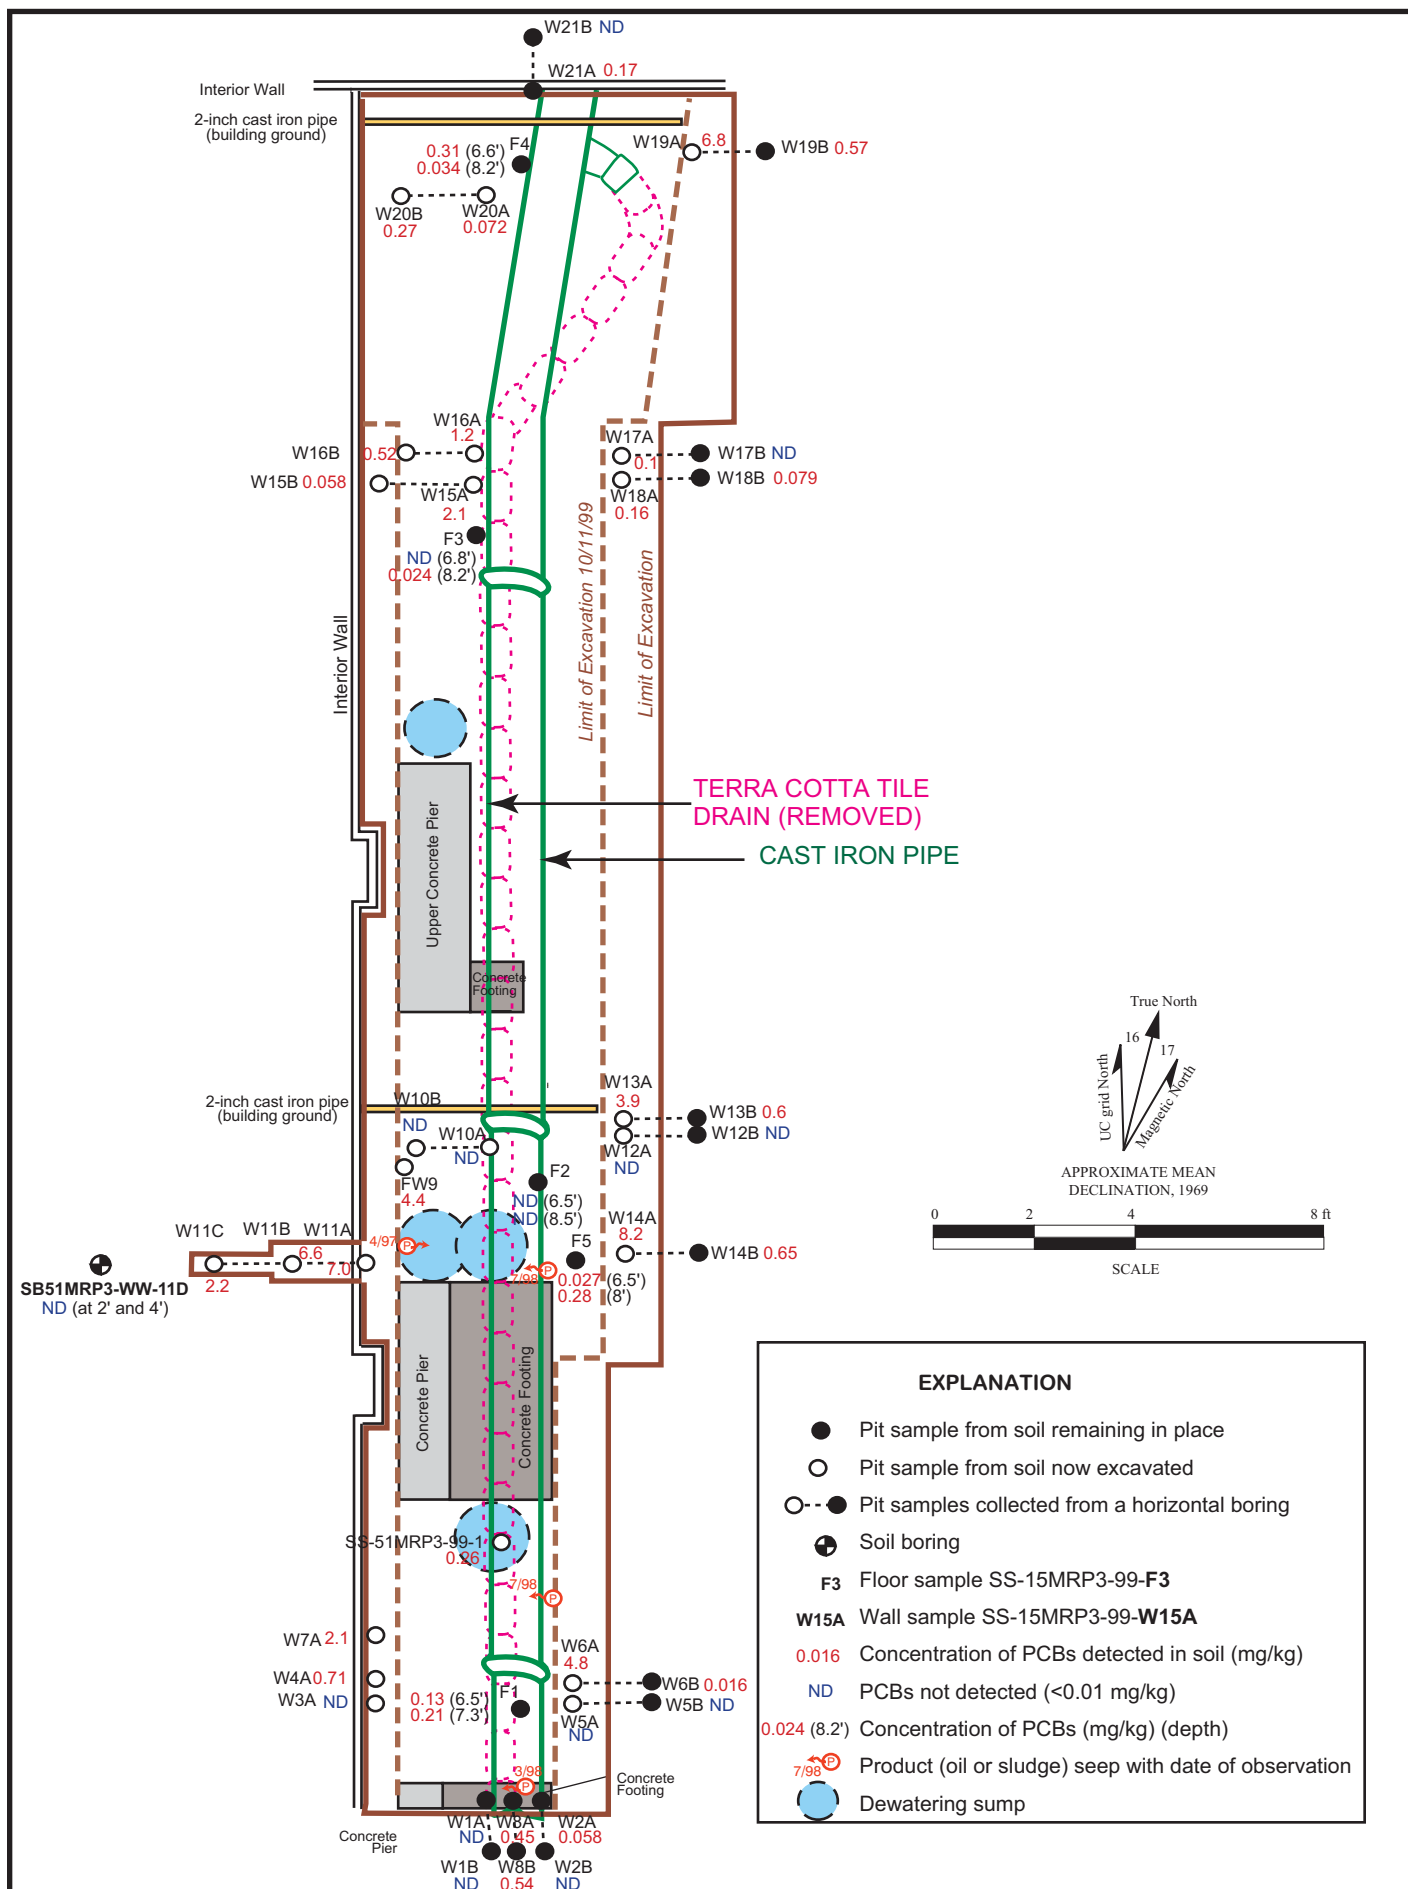 W21B ND
W21A 0.17
Interior Wall
2-inch cast iron pipe
(building ground)
F4
0.31 (6.6')
0.034 (8.2')
W19A
6.8
W19B 0.57
W20B
0.27
W20A
0.072
W16A
1.2
W16B
0.52
W15B 0.058
W15A
2.1
W17A
0.1
W17B ND
W18B 0.079
W18A
0.16
F3
ND (6.8')
0.024 (8.2')
Limit of Excavation 10/11/99
Limit of Excavation
Interior Wall
TERRA COTTA TILE
DRAIN (REMOVED)
CAST IRON PIPE
Upper Concrete Pier
Concrete
Footing
True North
16
17
UC grid North
Magnetic North
APPROXIMATE MEAN
DECLINATION, 1969
0 2 4 8 ft
SCALE
2-inch cast iron pipe
(building ground)
W10B
ND
W10A
ND
W13A
3.9
W13B 0.6
W12B ND
W12A
ND
FW9
4.4
F2
ND (6.5')
ND (8.5')
W14A
8.2
W14B 0.65
W11C
2.2
W11B
6.6
W11A
7.0
4/97
P
F5
7/98
P
0.027 (6.5')
0.28 (8')
SB51MRP3-WW-11D
ND (at 2' and 4')
Concrete Pier
Concrete Footing
SS-51MRP3-99-1
0.26
7/98
P
W7A 2.1
W4A 0.71
W3A ND
W6A
4.8
W6B 0.016
W5B ND
W5A
ND
F1
0.13 (6.5')
0.21 (7.3')
3/98
P
Concrete
Footing
Concrete
Pier
W1A
ND
W8A
0.45
W2A
0.058
W1B
ND
W8B
0.54
W2B
ND
EXPLANATION
Pit sample from soil remaining in place
Pit sample from soil now excavated
Pit samples collected from a horizontal boring
Soil boring
F3 Floor sample SS-15MRP3-99-F3
W15A Wall sample SS-15MRP3-99-W15A
0.016 Concentration of PCBs detected in soil (mg/kg)
ND PCBs not detected (<0.01 mg/kg)
0.024 (8.2') Concentration of PCBs (mg/kg) (depth)
7/98 P Product (oil or sludge) seep with date of observation
Dewatering sump